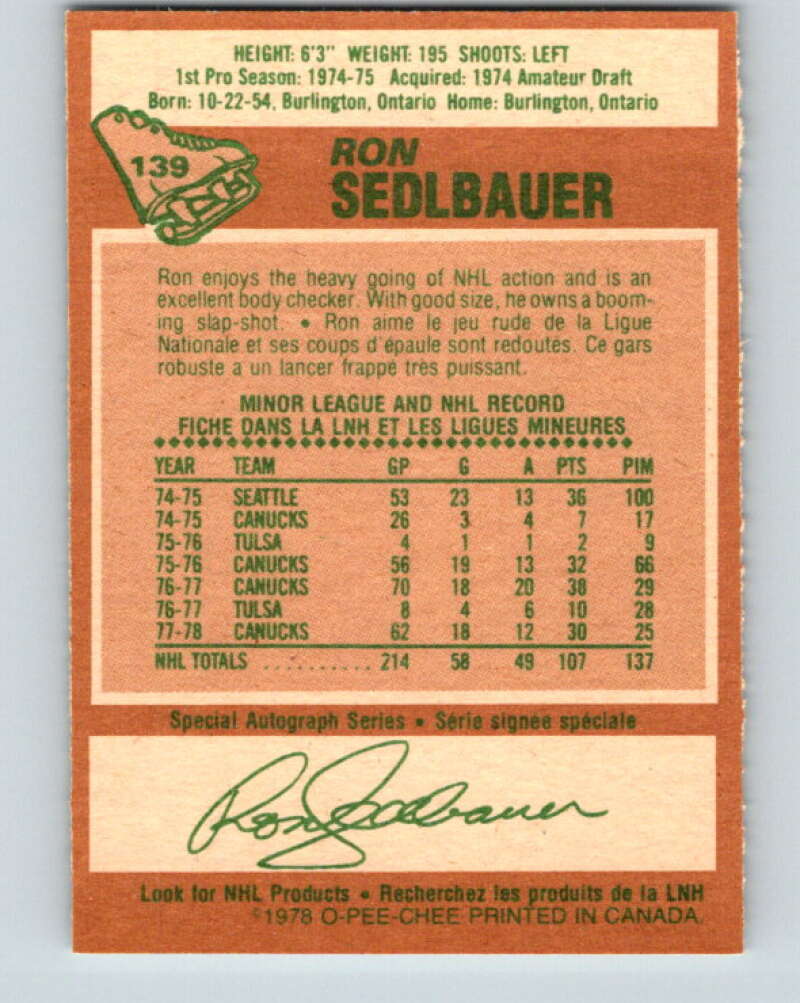 HEIGHT: 6'3" WEIGHT: 195 SHOOTS: LEFT
1st Pro Season: 1974-75 Acquired: 1974 Amateur Draft
Born: 10-22-54, Burlington, Ontario Home: Burlington, Ontario
139
RON
SEDLBAUER
Ron enjoys the heavy going of NHL action and is an
excellent body checker. With good size, he owns a boom-
ing slap-shot. • Ron aime le jeu rude de la Ligue
Nationale et ses coups d'épaule sont redoutes. Ce gars
robuste a un lancer frappé très puissant.
MINOR LEAGUE AND NHL RECORD
FICHE DANS LA LNH ET LES LIGUES MINEURES
YEAR TEAM GP G A PTS PIM
74-75 SEATTLE 53 23 13 36 100
74-75 CANUCKS 26 3 4 7 17
75-76 TULSA 4 1 1 2 9
75-76 CANUCKS 56 19 13 32 66
76-77 CANUCKS 70 18 20 38 29
76-77 TULSA 8 4 6 10 28
77-78 CANUCKS 62 18 12 30 25
NHL TOTALS .......... 214 58 49 107 137
Special Autograph Series • Série signée spéciale
Ron Sedlbauer
Look for NHL Products • Recherchez les produits de la LNH
©1978 O-PEE-CHEE PRINTED IN CANADA.